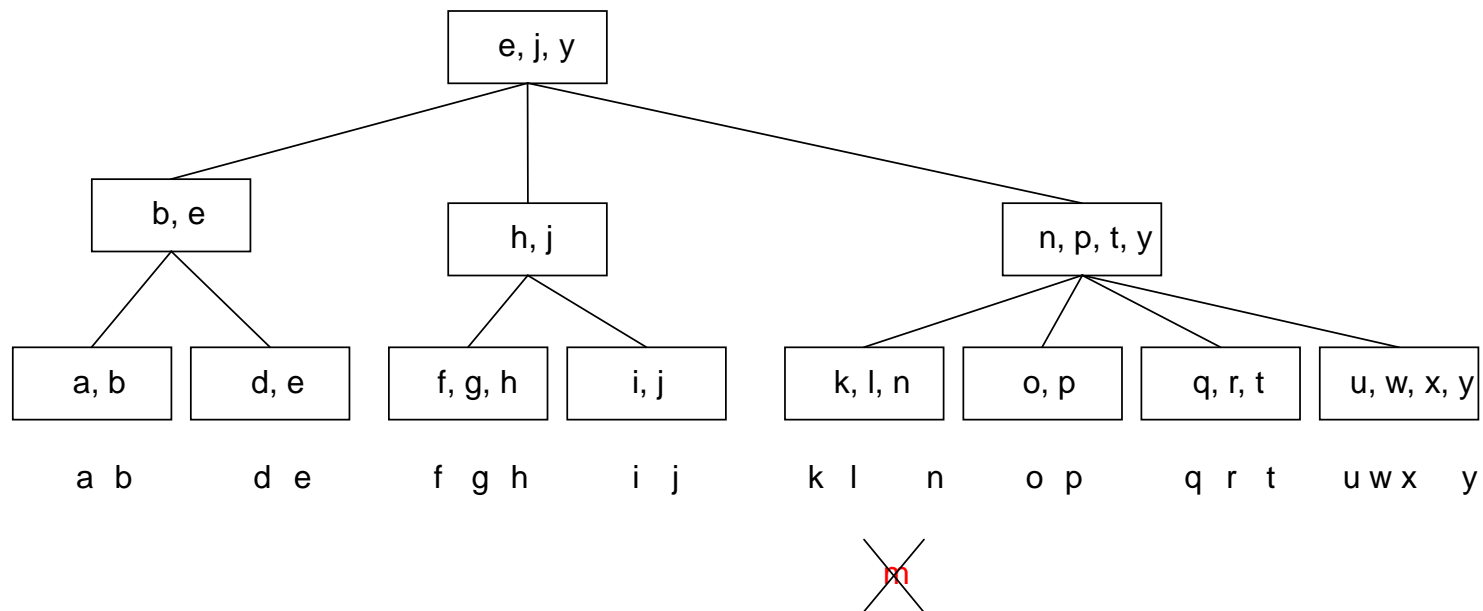 e, j, y
b, e
h, j
n, p, t, y
a, b
d, e
f, g, h
i, j
k, l, n
o, p
q, r, t
u, w, x, y
a b d e f g h i j k l n o p q r t u w x y
m